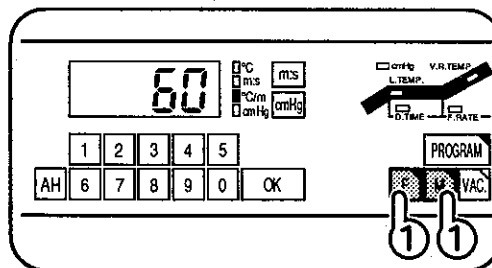 60
°C
m:s
°C/m
cmHg
m:s
cmHg
cmHg V.R.TEMP.
L.TEMP.
D.TIME F.RATE
1 2 3 4 5
PROGRAM
AH 6 7 8 9 0 OK
VAC.
1 1